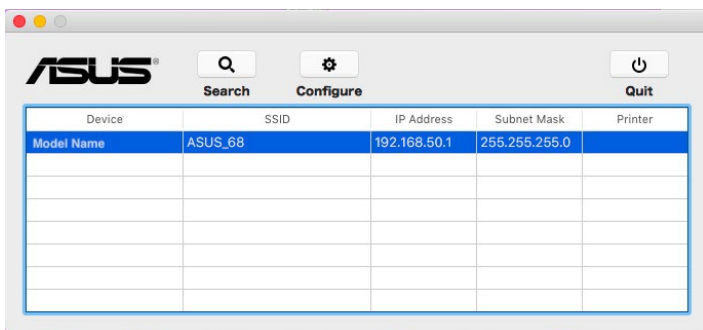 ASUS®
Search Configure Quit
Device SSID IP Address Subnet Mask Printer
Model Name ASUS_68 192.168.50.1 255.255.255.0